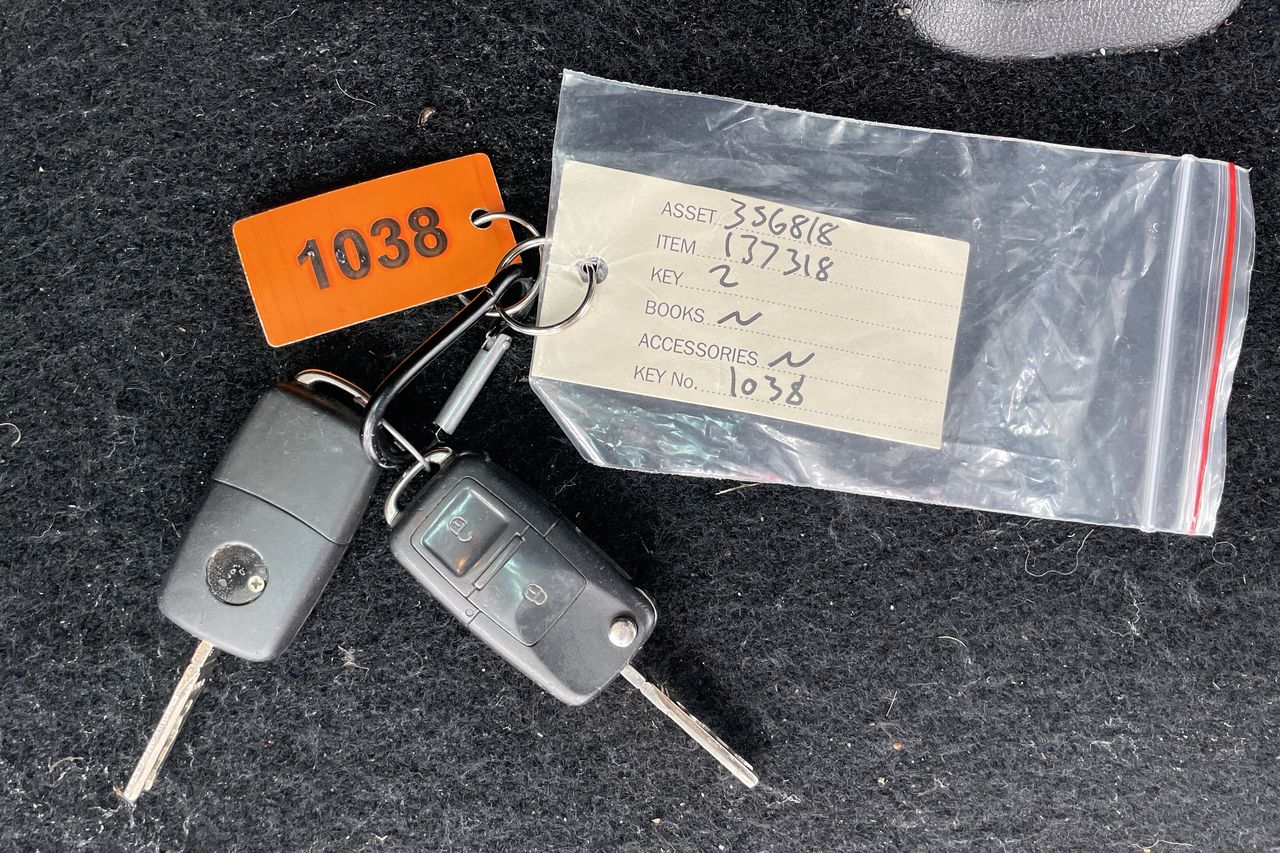 1038
ASSET 356818
ITEM 137318
KEY 2
BOOKS N
ACCESSORIES N
KEY No. 1038